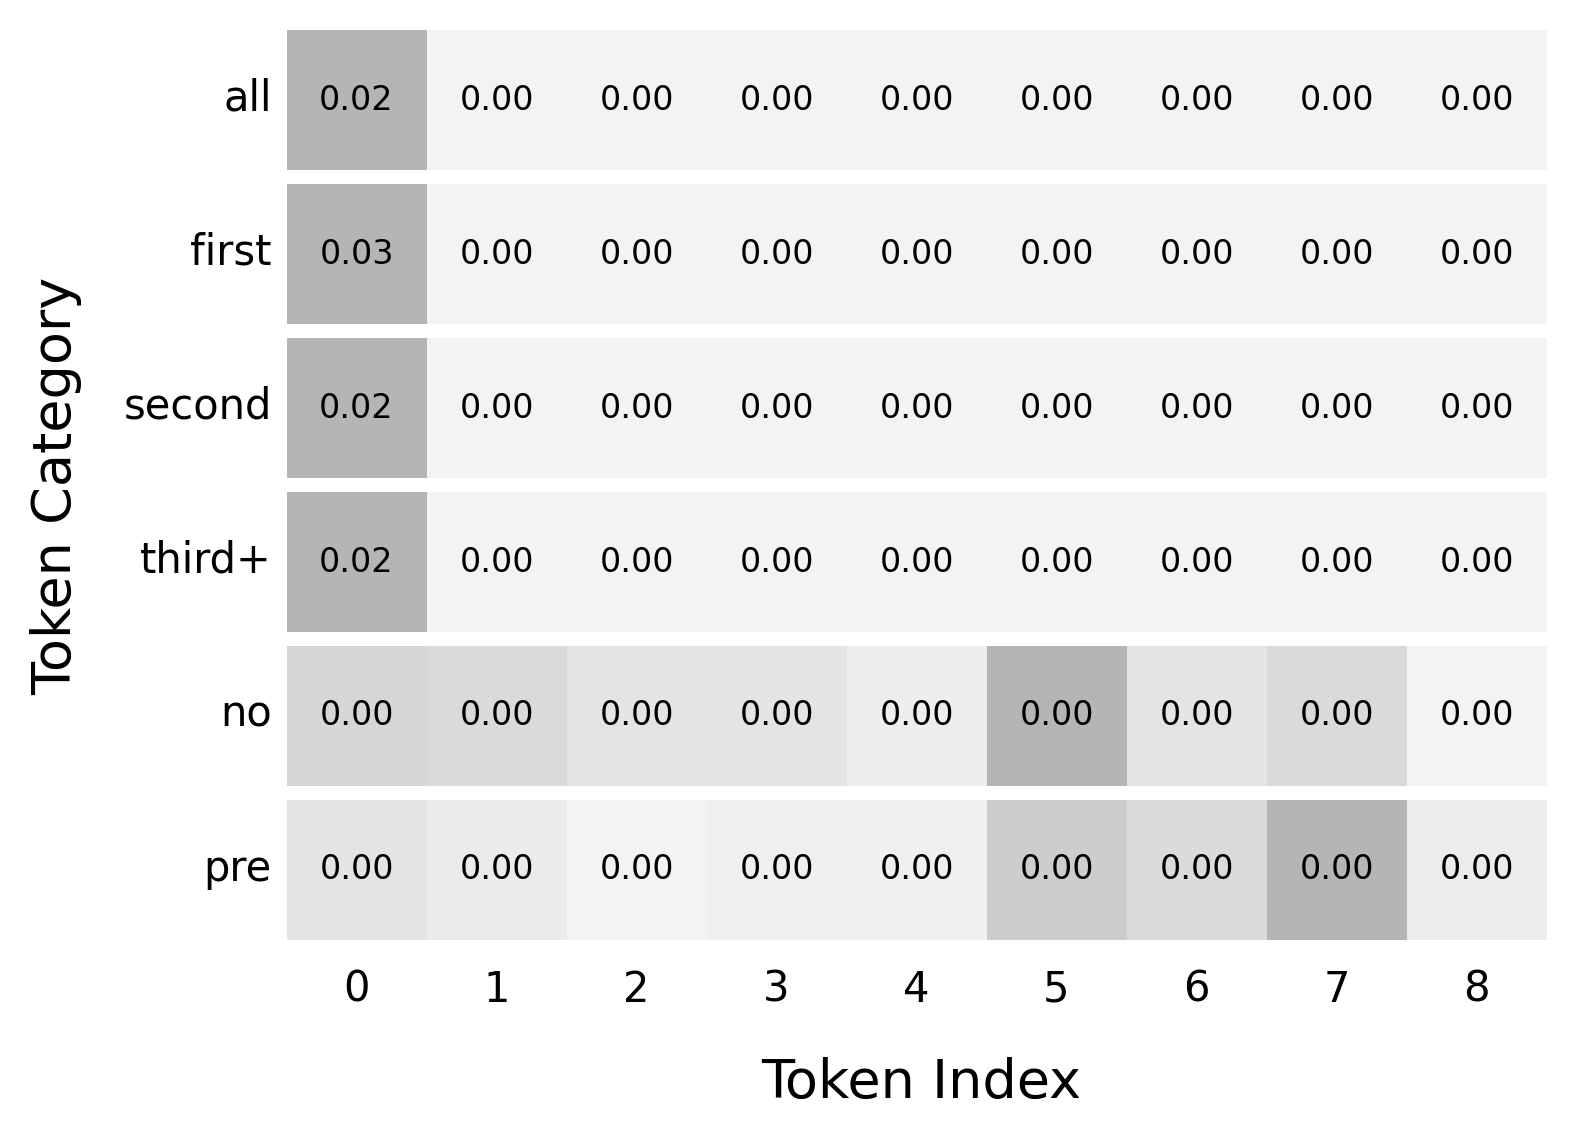 all 0.02 0.00 0.00 0.00 0.00 0.00 0.00 0.00 0.00
first 0.03 0.00 0.00 0.00 0.00 0.00 0.00 0.00 0.00
second 0.02 0.00 0.00 0.00 0.00 0.00 0.00 0.00 0.00
third+ 0.02 0.00 0.00 0.00 0.00 0.00 0.00 0.00 0.00
no 0.00 0.00 0.00 0.00 0.00 0.00 0.00 0.00 0.00
pre 0.00 0.00 0.00 0.00 0.00 0.00 0.00 0.00 0.00
0 1 2 3 4 5 6 7 8
Token Index
Token Category